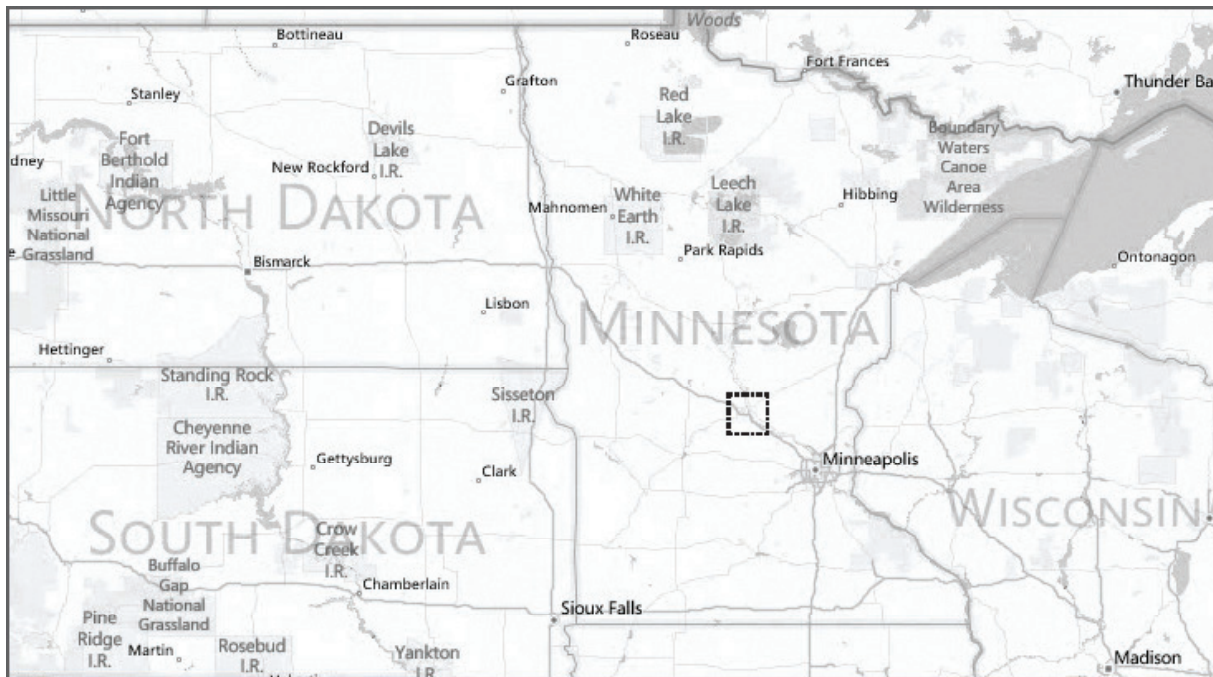 Woods
Bottineau
Roseau
Fort Frances
Thunder Ba
Grafton
Stanley
Red
Lake
I.R.
Devils
Lake
I.R.
Fort
Berthold
Indian
Agency
Boundary
Waters
Canoe
Area
Wilderness
dney
New Rockford
Little
Missouri
National
Grassland
NORTH DAKOTA
Mahnomen
White
Earth
I.R.
Leech
Lake
I.R.
Hibbing
Park Rapids
e
Bismarck
Ontonagon
Lisbon
MINNESOTA
Hettinger
Standing Rock
I.R.
Sisseton
I.R.
Cheyenne
River Indian
Agency
Gettysburg
Clark
Minneapolis
WISCONSIN
SOUTH DAKOTA
Crow
Creek
I.R.
Buffalo
Gap
National
Grassland
Chamberlain
Sioux Falls
Pine
Ridge
I.R.
Martin
Rosebud
I.R.
Yankton
I.R.
Madison